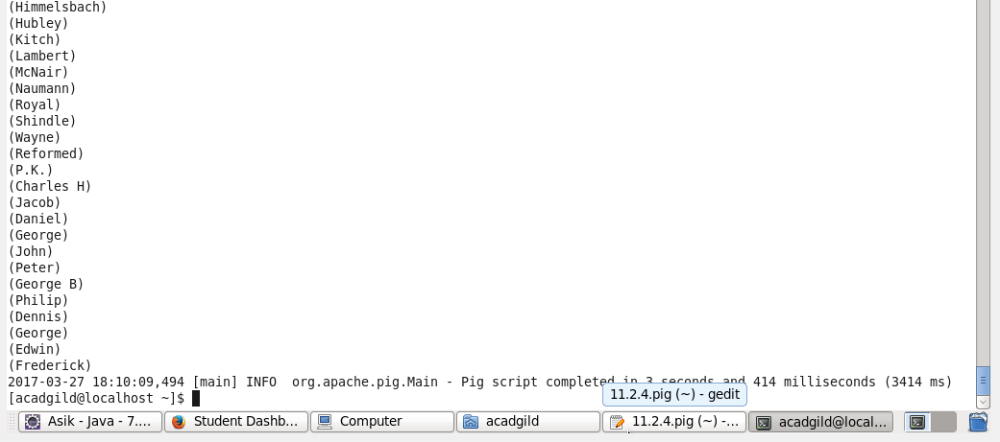 (Himmelsbach)
(Hubley)
(Kitch)
(Lambert)
(McNair)
(Naumann)
(Royal)
(Shindle)
(Wayne)
(Reformed)
(P.K.)
(Charles H)
(Jacob)
(Daniel)
(George)
(John)
(Peter)
(George B)
(Philip)
(Dennis)
(George)
(Edwin)
(Frederick)
2017-03-27 18:10:09,494 [main] INFO  org.apache.pig.Main - Pig script completed in 3 seconds and 414 milliseconds (3414 ms)
[acadgild@localhost ~]$
11.2.4.pig (~) - gedit
Asik - Java - 7.... Student Dashb... Computer acadgild 11.2.4.pig (~) -... acadgild@local...